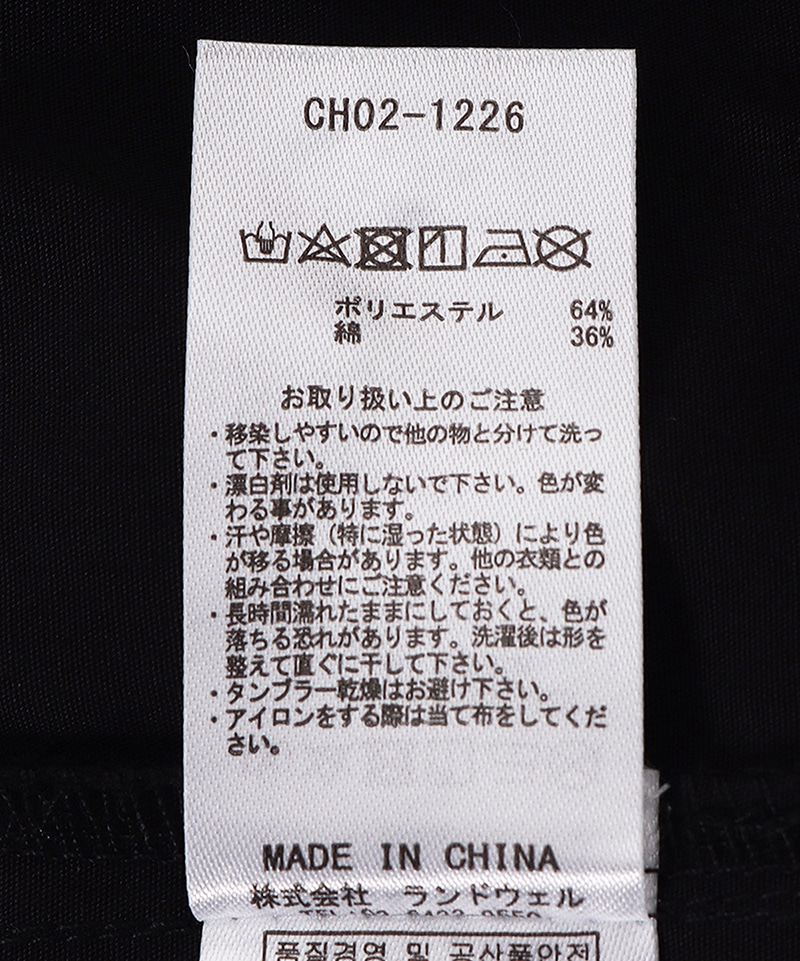 CH02-1226
ポリエステル 64%
綿 36%
お取り扱い上のご注意
・移染しやすいので他の物と分けて洗っ
て下さい。
・漂白剤は使用しないで下さい。色が変
わる事があります。
・汗や摩擦（特に湿った状態）により色
が移る場合があります。他の衣類との
組み合わせにご注意ください。
・長時間濡れたままにしておくと、色が
落ちる恐れがあります。洗濯後は形を
整えて直ぐに干して下さい。
・タンブラー乾燥はお避け下さい。
・アイロンをする際は当て布をしてくだ
さい。
MADE IN CHINA
株式会社 ランドウェル
품질경영 및 공산품안전